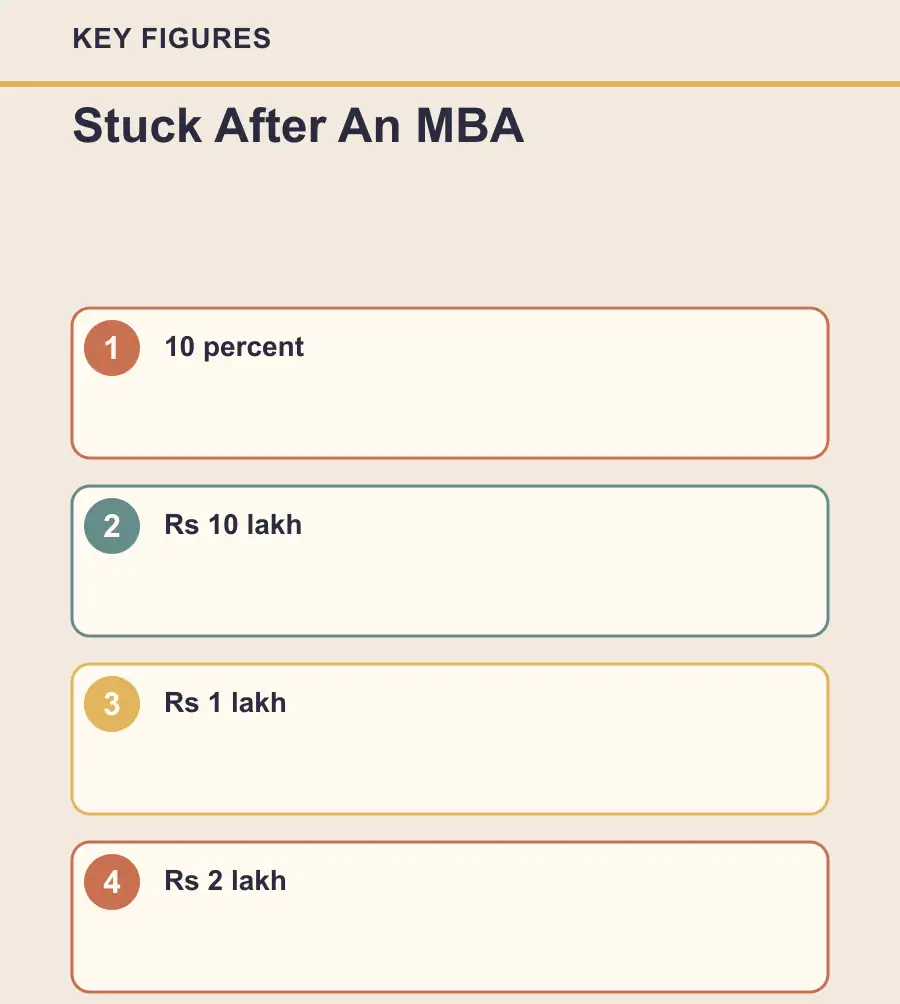 KEY FIGURES
Stuck After An MBA
1 10 percent
2 Rs 10 lakh
3 Rs 1 lakh
4 Rs 2 lakh